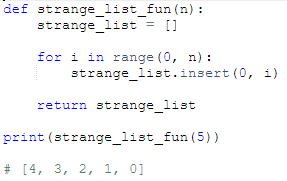 def strange_list_fun(n):
    strange_list = []

    for i in range(0, n):
        strange_list.insert(0, i)

    return strange_list

print(strange_list_fun(5))

# [4, 3, 2, 1, 0]